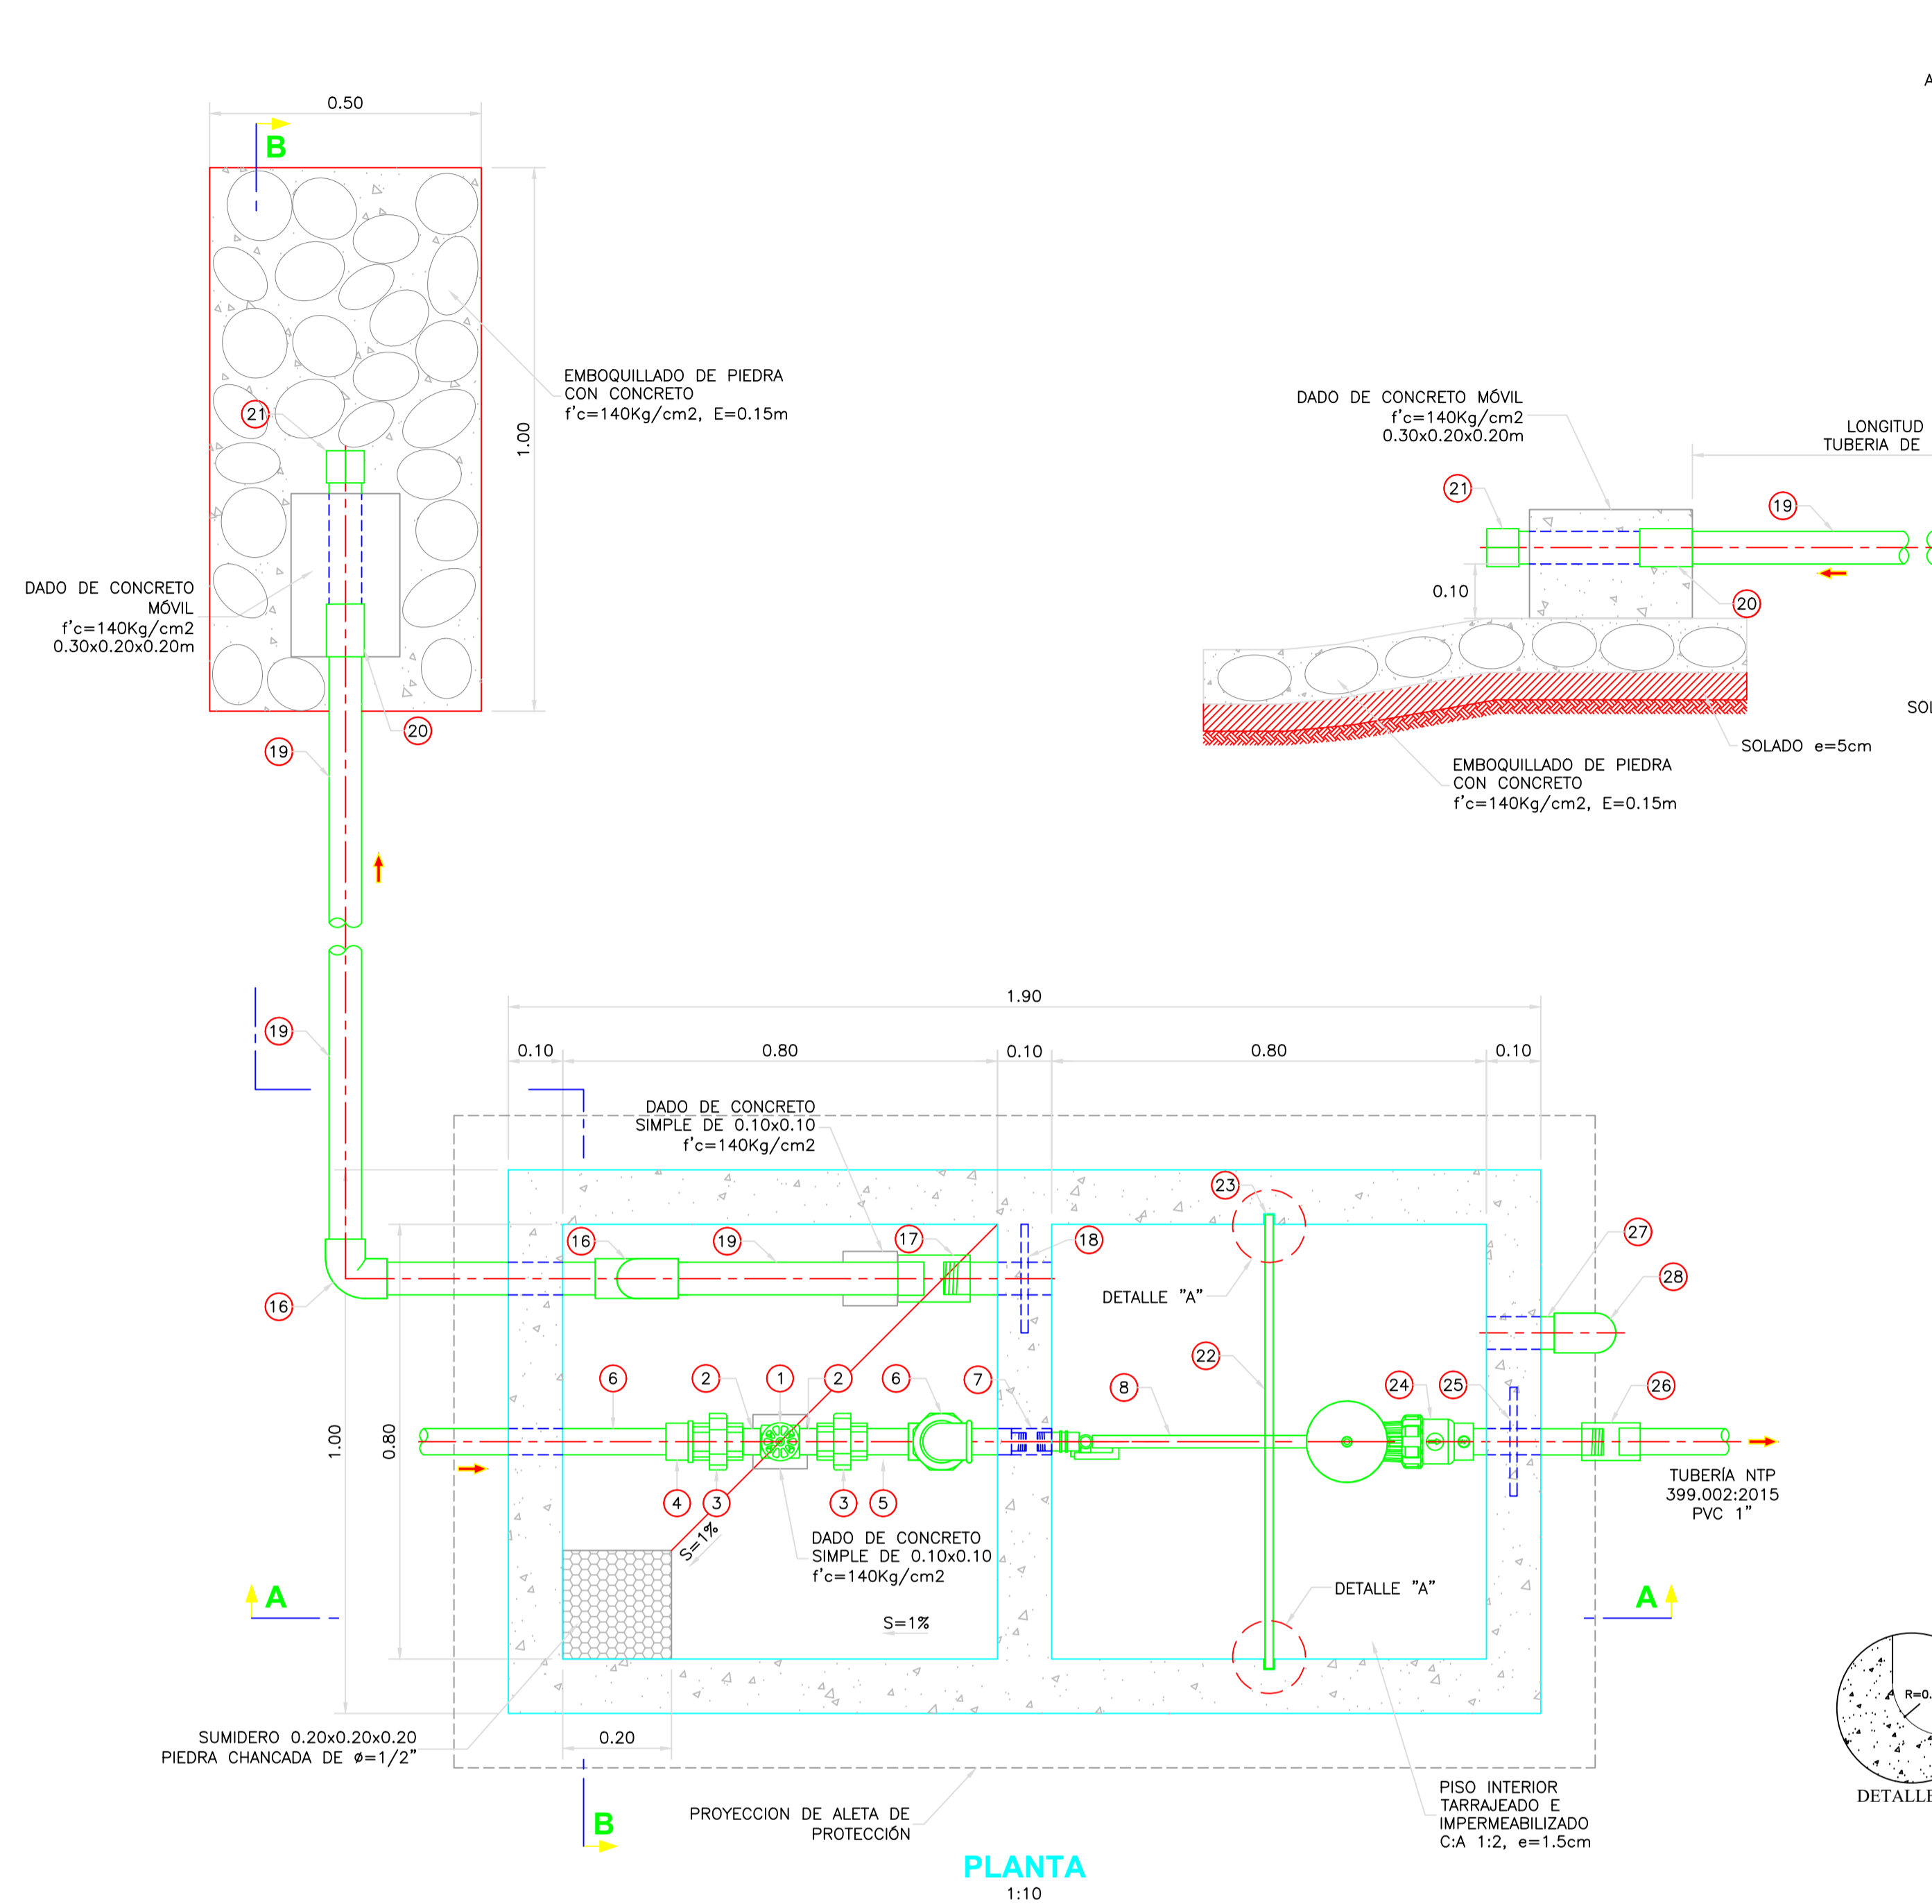 0.50
B
1.00
EMBOQUILLADO DE PIEDRA
CON CONCRETO
f'c=140Kg/cm2, E=0.15m
21
DADO DE CONCRETO
MÓVIL
f'c=140Kg/cm2
0.30x0.20x0.20m
20
19
19
16
A
DADO DE CONCRETO MÓVIL
f'c=140Kg/cm2
0.30x0.20x0.20m
LONGITUD
TUBERIA DE
21
19
0.10
20
SOL
SOLADO e=5cm
EMBOQUILLADO DE PIEDRA
CON CONCRETO
f'c=140Kg/cm2, E=0.15m
1.90
0.10
0.80
0.10
0.80
0.10
DADO DE CONCRETO
SIMPLE DE 0.10x0.10
f'c=140Kg/cm2
16
19
17
18
23
27
28
DETALLE "A"
22
6
2
1
2
6
7
8
24
25
26
1.00
0.80
4
3
3
5
S=1%
DADO DE CONCRETO
SIMPLE DE 0.10x0.10
f'c=140Kg/cm2
TUBERÍA NTP
399.002:2015
PVC 1"
DETALLE "A"
A
A
S=1%
R=0.
DETALLE
SUMIDERO 0.20x0.20x0.20
PIEDRA CHANCADA DE ø=1/2"
0.20
B
PROYECCION DE ALETA DE
PROTECCIÓN
PISO INTERIOR
TARRAJEADO E
IMPERMEABILIZADO
C:A 1:2, e=1.5cm
PLANTA
1:10